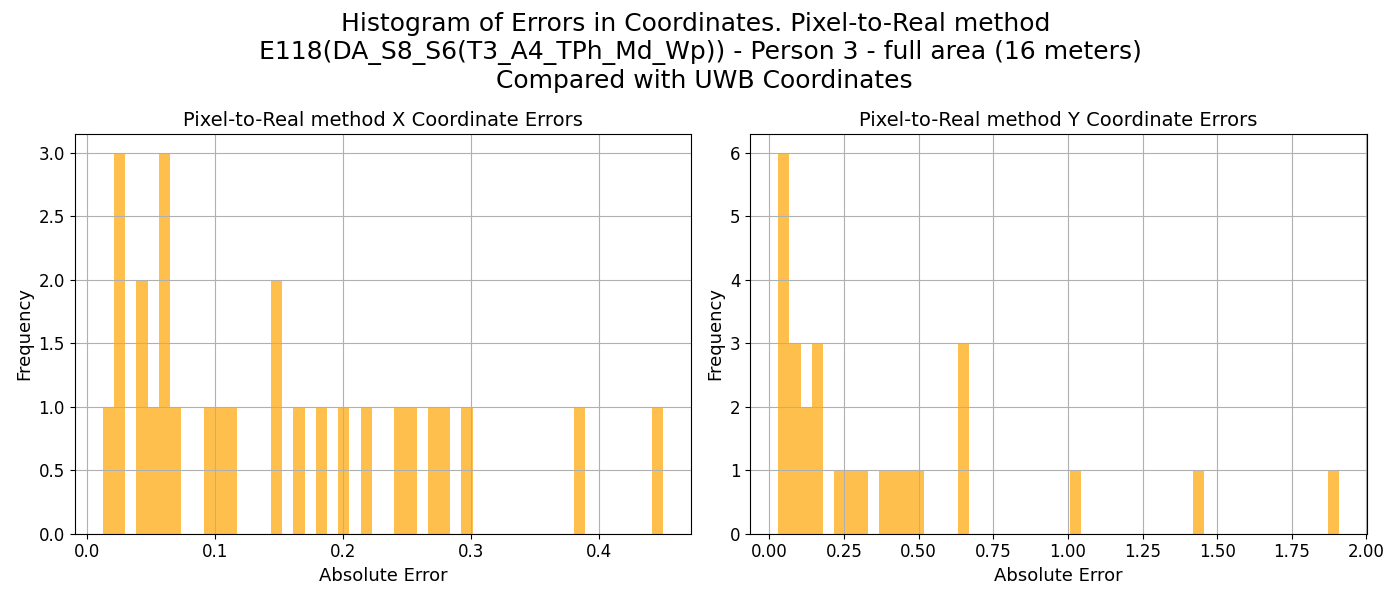 Histogram of Errors in Coordinates. Pixel-to-Real method
E118(DA_S8_S6(T3_A4_TPh_Md_Wp)) - Person 3 - full area (16 meters)
Compared with UWB Coordinates
Pixel-to-Real method X Coordinate Errors
3.0
2.5
2.0
1.5
1.0
0.5
0.0
Frequency
0.0 0.1 0.2 0.3 0.4
Absolute Error
Pixel-to-Real method Y Coordinate Errors
6
5
4
3
2
1
0
Frequency
0.00 0.25 0.50 0.75 1.00 1.25 1.50 1.75 2.00
Absolute Error